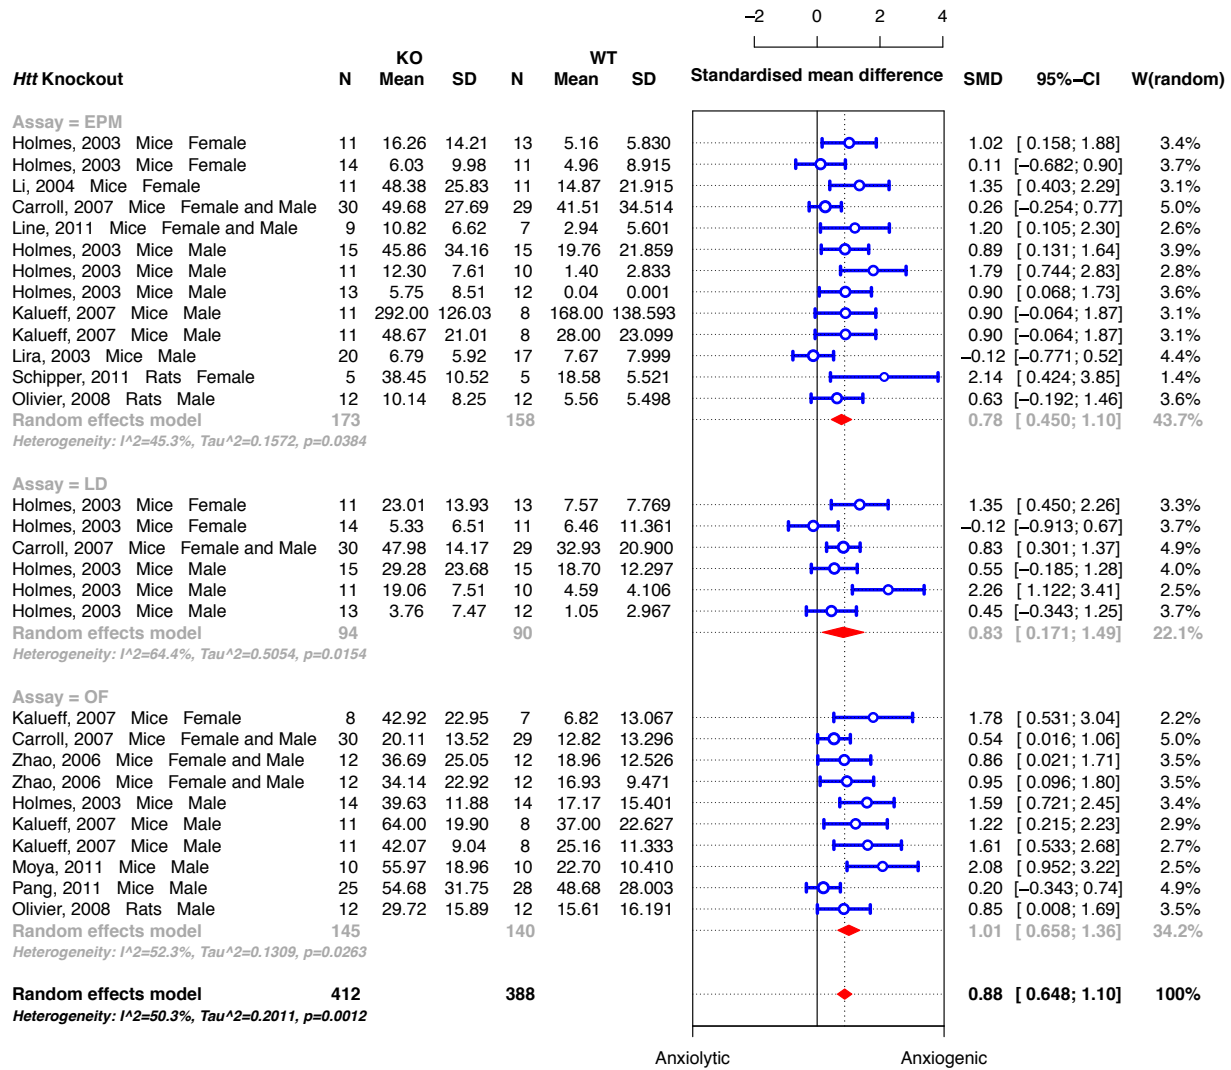 −2 0 2 4
KO WT
Htt Knockout N Mean SD N Mean SD Standardised mean difference SMD 95%−CI W(random)
Assay = EPM
Holmes, 2003 Mice Female 11 16.26 14.21 13 5.16 5.830 1.02 [ 0.158; 1.88] 3.4%
Holmes, 2003 Mice Female 14 6.03 9.98 11 4.96 8.915 0.11 [−0.682; 0.90] 3.7%
Li, 2004 Mice Female 11 48.38 25.83 11 14.87 21.915 1.35 [ 0.403; 2.29] 3.1%
Carroll, 2007 Mice Female and Male 30 49.68 27.69 29 41.51 34.514 0.26 [−0.254; 0.77] 5.0%
Line, 2011 Mice Female and Male 9 10.82 6.62 7 2.94 5.601 1.20 [ 0.105; 2.30] 2.6%
Holmes, 2003 Mice Male 15 45.86 34.16 15 19.76 21.859 0.89 [ 0.131; 1.64] 3.9%
Holmes, 2003 Mice Male 11 12.30 7.61 10 1.40 2.833 1.79 [ 0.744; 2.83] 2.8%
Holmes, 2003 Mice Male 13 5.75 8.51 12 0.04 0.001 0.90 [ 0.068; 1.73] 3.6%
Kalueff, 2007 Mice Male 11 292.00 126.03 8 168.00 138.593 0.90 [−0.064; 1.87] 3.1%
Kalueff, 2007 Mice Male 11 48.67 21.01 8 28.00 23.099 0.90 [−0.064; 1.87] 3.1%
Lira, 2003 Mice Male 20 6.79 5.92 17 7.67 7.999 −0.12 [−0.771; 0.52] 4.4%
Schipper, 2011 Rats Female 5 38.45 10.52 5 18.58 5.521 2.14 [ 0.424; 3.85] 1.4%
Olivier, 2008 Rats Male 12 10.14 8.25 12 5.56 5.498 0.63 [−0.192; 1.46] 3.6%
Random effects model 173 158 0.78 [ 0.450; 1.10] 43.7%
Heterogeneity: I^2=45.3%, Tau^2=0.1572, p=0.0384
Assay = LD
Holmes, 2003 Mice Female 11 23.01 13.93 13 7.57 7.769 1.35 [ 0.450; 2.26] 3.3%
Holmes, 2003 Mice Female 14 5.33 6.51 11 6.46 11.361 −0.12 [−0.913; 0.67] 3.7%
Carroll, 2007 Mice Female and Male 30 47.98 14.17 29 32.93 20.900 0.83 [ 0.301; 1.37] 4.9%
Holmes, 2003 Mice Male 15 29.28 23.68 15 18.70 12.297 0.55 [−0.185; 1.28] 4.0%
Holmes, 2003 Mice Male 11 19.06 7.51 10 4.59 4.106 2.26 [ 1.122; 3.41] 2.5%
Holmes, 2003 Mice Male 13 3.76 7.47 12 1.05 2.967 0.45 [−0.343; 1.25] 3.7%
Random effects model 94 90 0.83 [ 0.171; 1.49] 22.1%
Heterogeneity: I^2=64.4%, Tau^2=0.5054, p=0.0154
Assay = OF
Kalueff, 2007 Mice Female 8 42.92 22.95 7 6.82 13.067 1.78 [ 0.531; 3.04] 2.2%
Carroll, 2007 Mice Female and Male 30 20.11 13.52 29 12.82 13.296 0.54 [ 0.016; 1.06] 5.0%
Zhao, 2006 Mice Female and Male 12 36.69 25.05 12 18.96 12.526 0.86 [ 0.021; 1.71] 3.5%
Zhao, 2006 Mice Female and Male 12 34.14 22.92 12 16.93 9.471 0.95 [ 0.096; 1.80] 3.5%
Holmes, 2003 Mice Male 14 39.63 11.88 14 17.17 15.401 1.59 [ 0.721; 2.45] 3.4%
Kalueff, 2007 Mice Male 11 64.00 19.90 8 37.00 22.627 1.22 [ 0.215; 2.23] 2.9%
Kalueff, 2007 Mice Male 11 42.07 9.04 8 25.16 11.333 1.61 [ 0.533; 2.68] 2.7%
Moya, 2011 Mice Male 10 55.97 18.96 10 22.70 10.410 2.08 [ 0.952; 3.22] 2.5%
Pang, 2011 Mice Male 25 54.68 31.75 28 48.68 28.003 0.20 [−0.343; 0.74] 4.9%
Olivier, 2008 Rats Male 12 29.72 15.89 12 15.61 16.191 0.85 [ 0.008; 1.69] 3.5%
Random effects model 145 140 1.01 [ 0.658; 1.36] 34.2%
Heterogeneity: I^2=52.3%, Tau^2=0.1309, p=0.0263
Random effects model 412 388 0.88 [ 0.648; 1.10] 100%
Heterogeneity: I^2=50.3%, Tau^2=0.2011, p=0.0012
Anxiolytic Anxiogenic